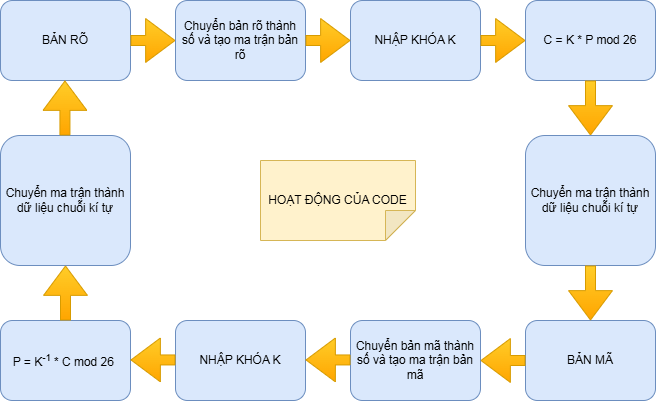 BẢN RÕ
Chuyển bản rõ thành
số và tạo ma trận bản
rõ
NHẬP KHÓA K
C = K * P mod 26
Chuyển ma trận thành
dữ liệu chuỗi kí tự
HOẠT ĐỘNG CỦA CODE
Chuyển ma trận thành
dữ liệu chuỗi kí tự
P = K⁻¹ * C mod 26
NHẬP KHÓA K
Chuyển bản mã thành
số và tạo ma trận bản
mã
BẢN MÃ